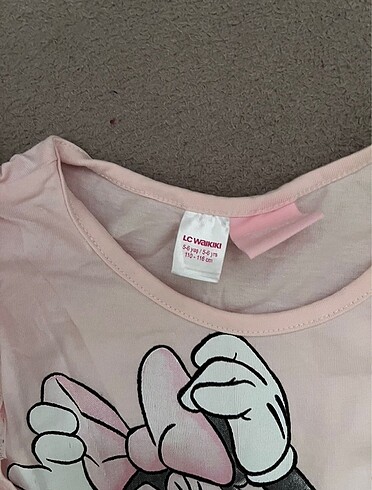 LC WAIKIKI
5-6 yaş / 5-6 yrs
110 - 116 cm